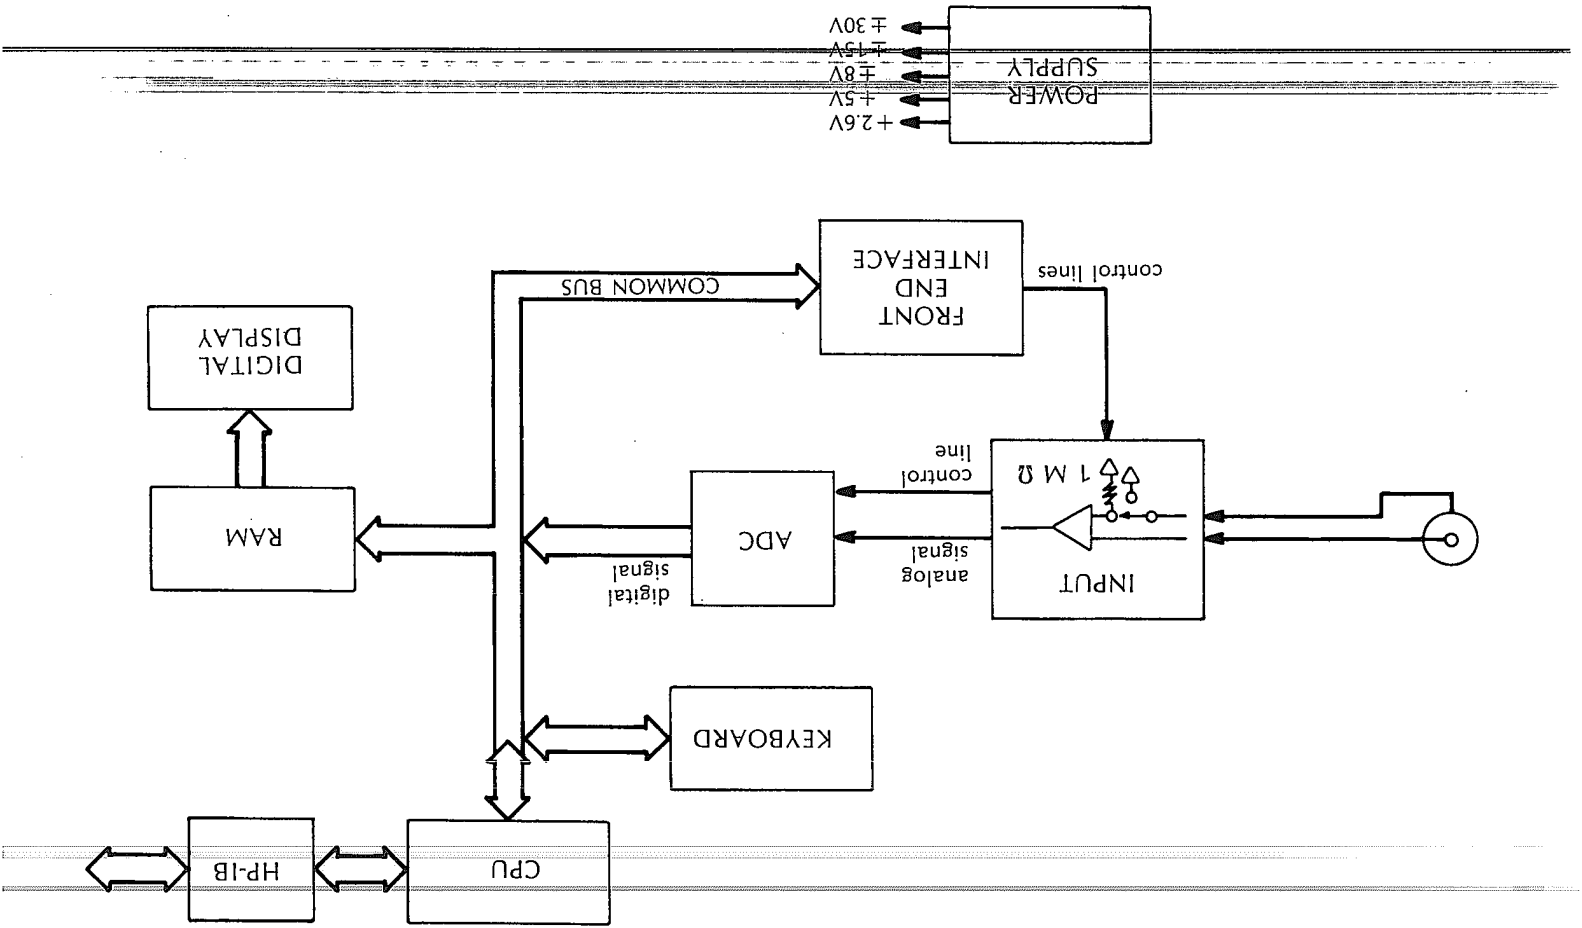 HP-IB
CPU
KEYBOARD
INPUT
1 M Ω
analog
signal
control
line
ADC
digital
signal
RAM
DIGITAL
DISPLAY
control lines
FRONT
END
INTERFACE
COMMON BUS
POWER
SUPPLY
+2.6V
+5V
±8V
±15V
±30V